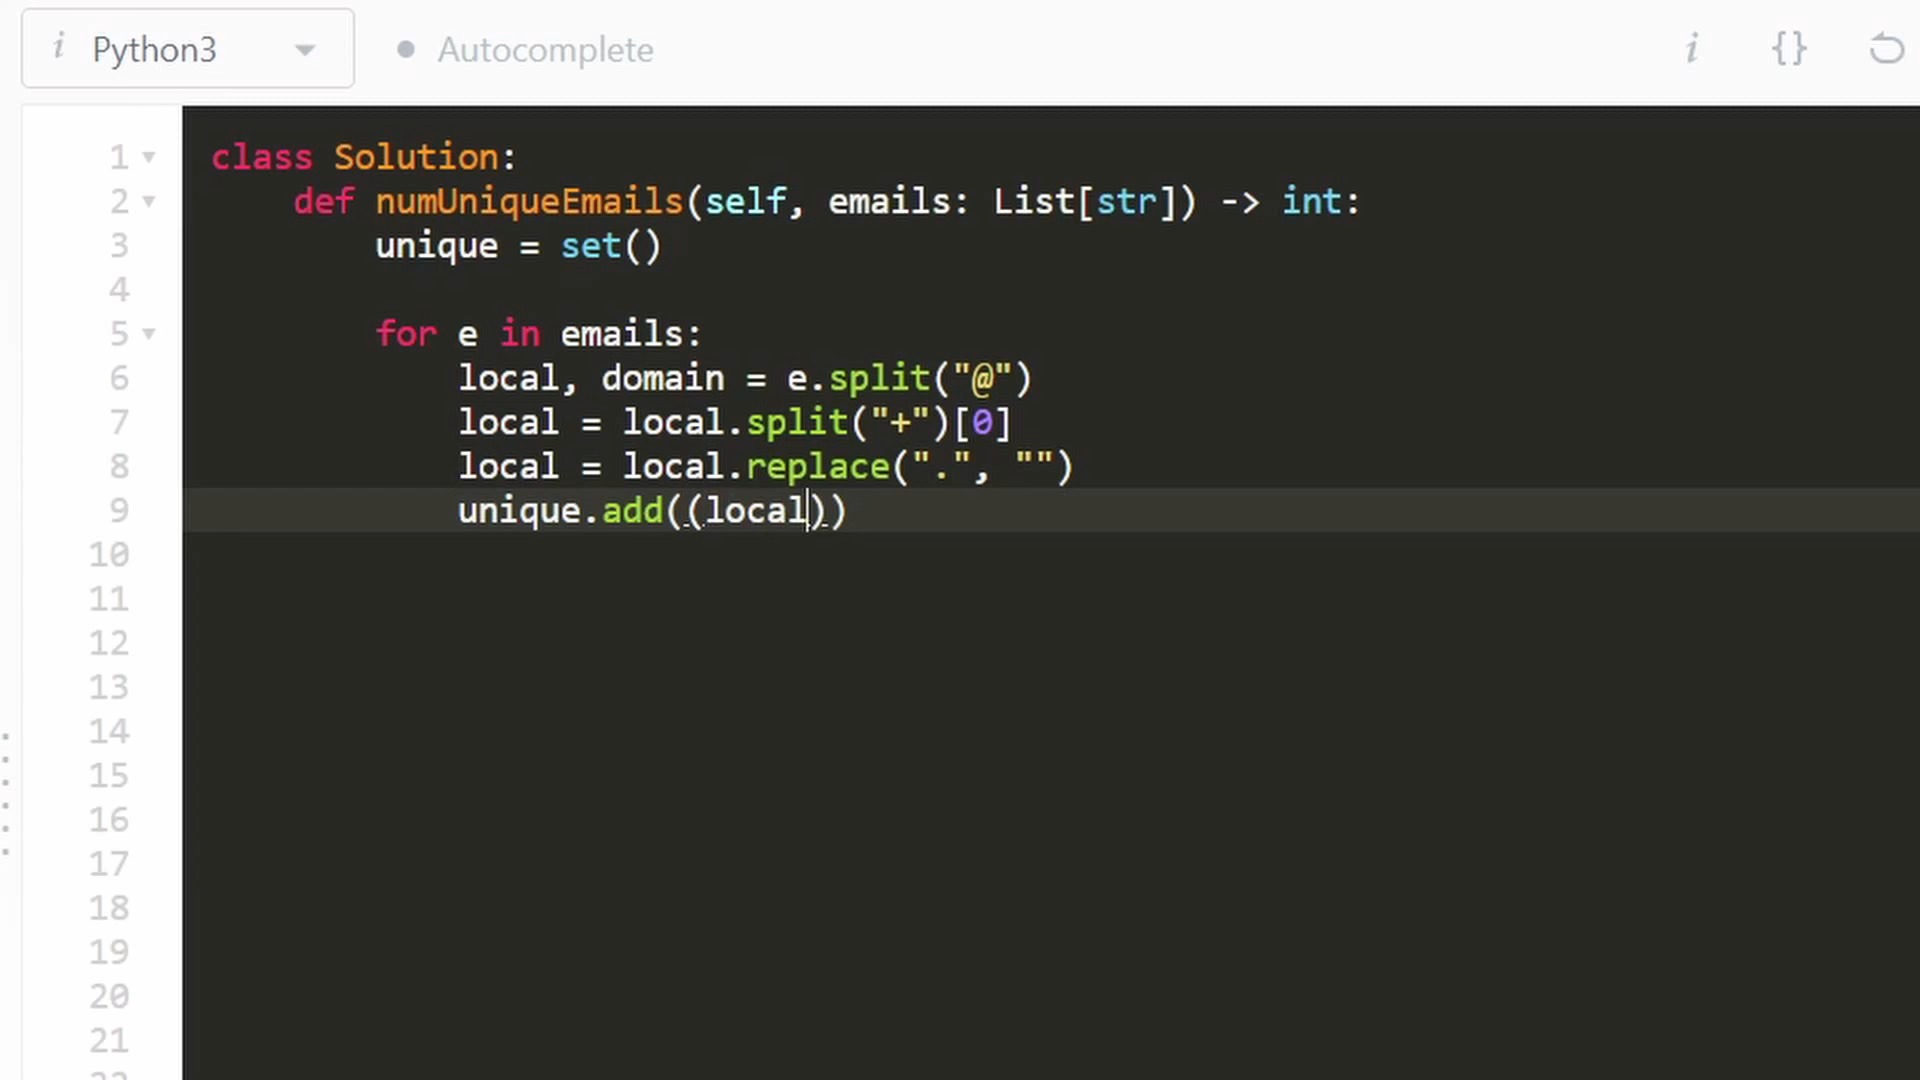 i Python3 Autocomplete i {}
1 class Solution:
2 def numUniqueEmails(self, emails: List[str]) -> int:
3 unique = set()
4
5 for e in emails:
6 local, domain = e.split("@")
7 local = local.split("+")[0]
8 local = local.replace(".", "")
9 unique.add((local))
10
11
12
13
14
15
16
17
18
19
20
21